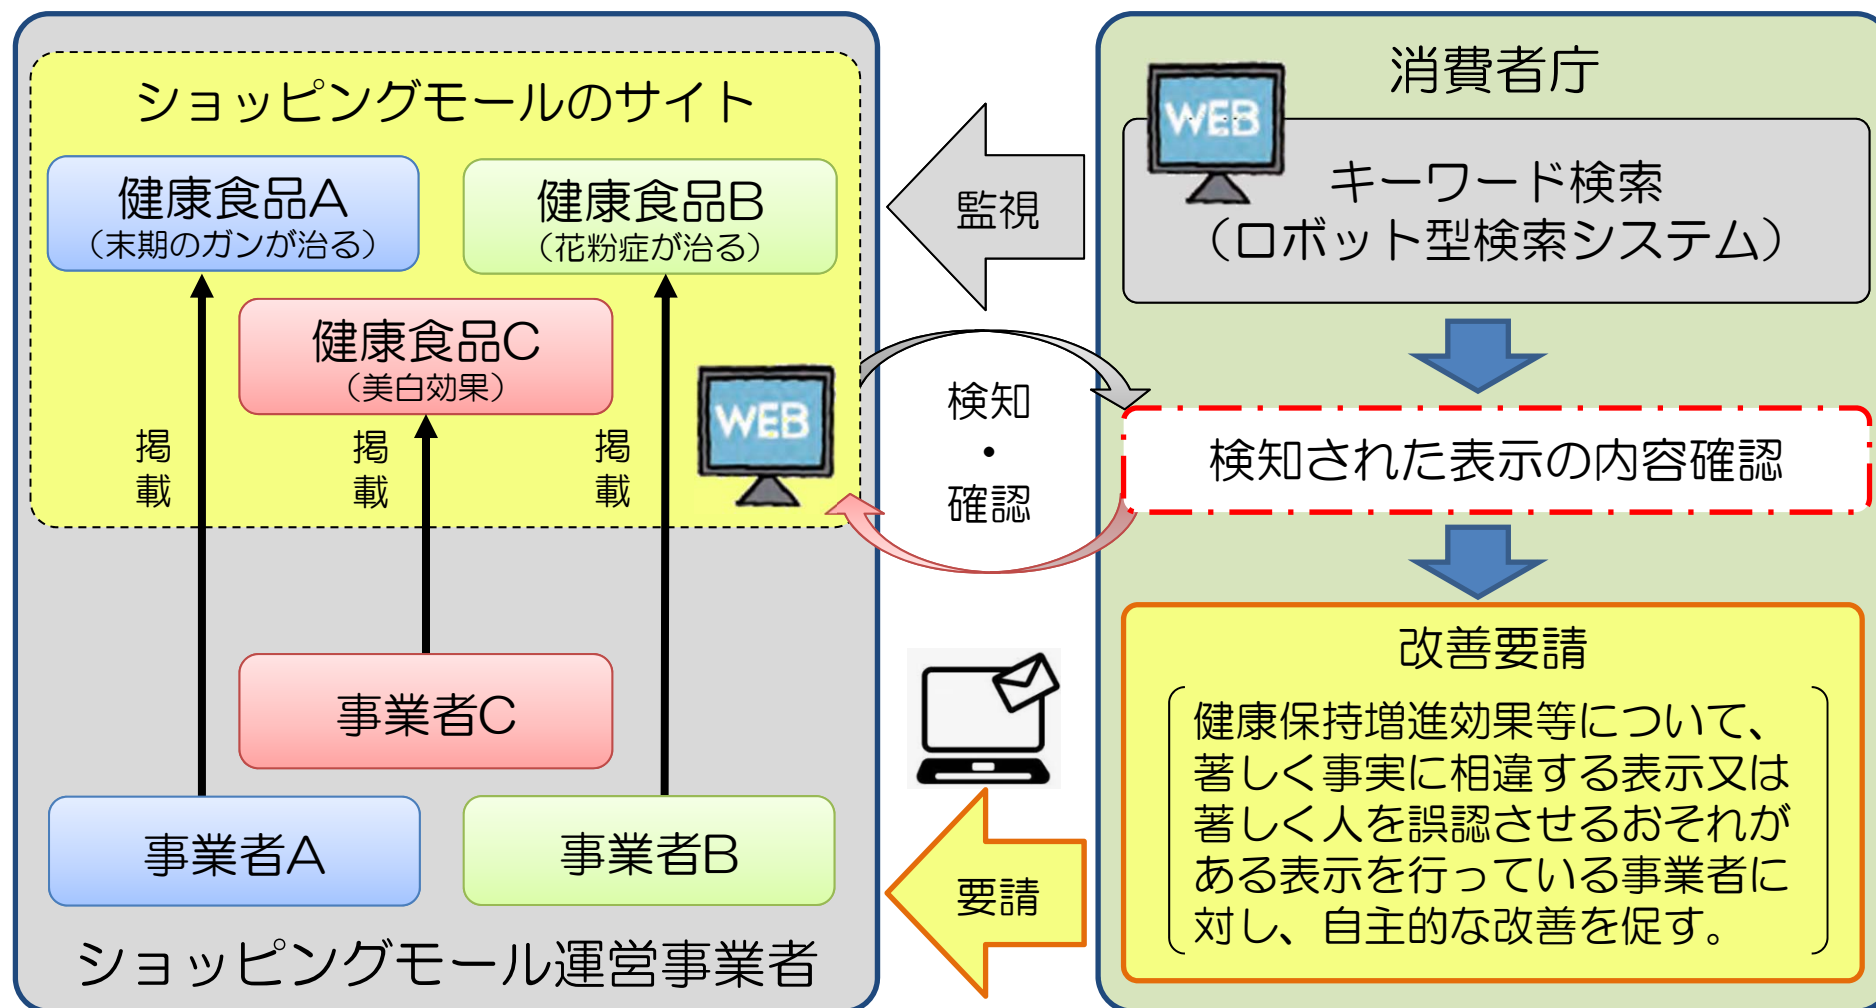 ショッピングモールのサイト
健康食品A
（末期のガンが治る）
健康食品B
（花粉症が治る）
健康食品C
（美白効果）
掲載
掲載
掲載
WEB
事業者C
事業者A
事業者B
ショッピングモール運営事業者
監視
検知
・
確認
要請
消費者庁
WEB
キーワード検索
（ロボット型検索システム）
検知された表示の内容確認
改善要請
健康保持増進効果等について、
著しく事実に相違する表示又は
著しく人を誤認させるおそれが
ある表示を行っている事業者に
対し、自主的な改善を促す。